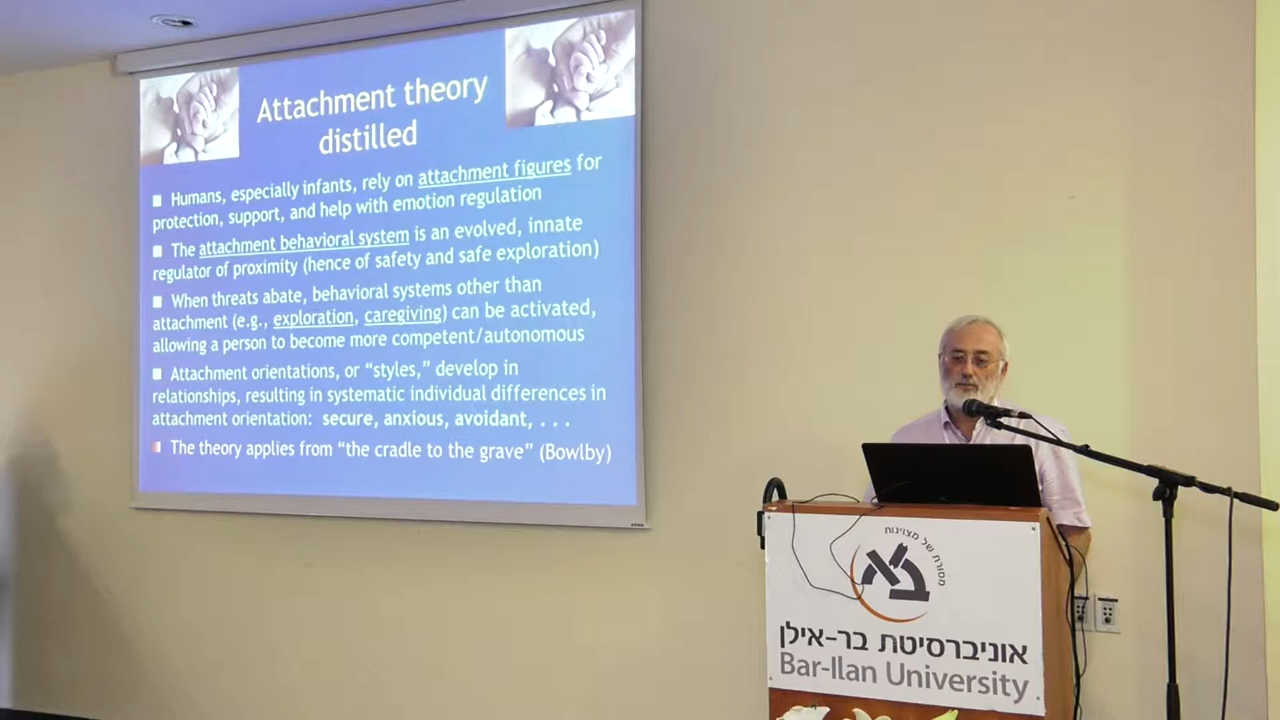 Attachment theory
distilled
Humans, especially infants, rely on attachment figures for
protection, support, and help with emotion regulation
The attachment behavioral system is an evolved, innate
regulator of proximity (hence of safety and safe exploration)
When threats abate, behavioral systems other than
attachment (e.g., exploration, caregiving) can be activated,
allowing a person to become more competent/autonomous
Attachment orientations, or “styles,” develop in
relationships, resulting in systematic individual differences in
attachment orientation: secure, anxious, avoidant, . . .
The theory applies from “the cradle to the grave” (Bowlby)
מסורת של מצוינות
בא
אוניברסיטת בר-אילן
Bar-Ilan University